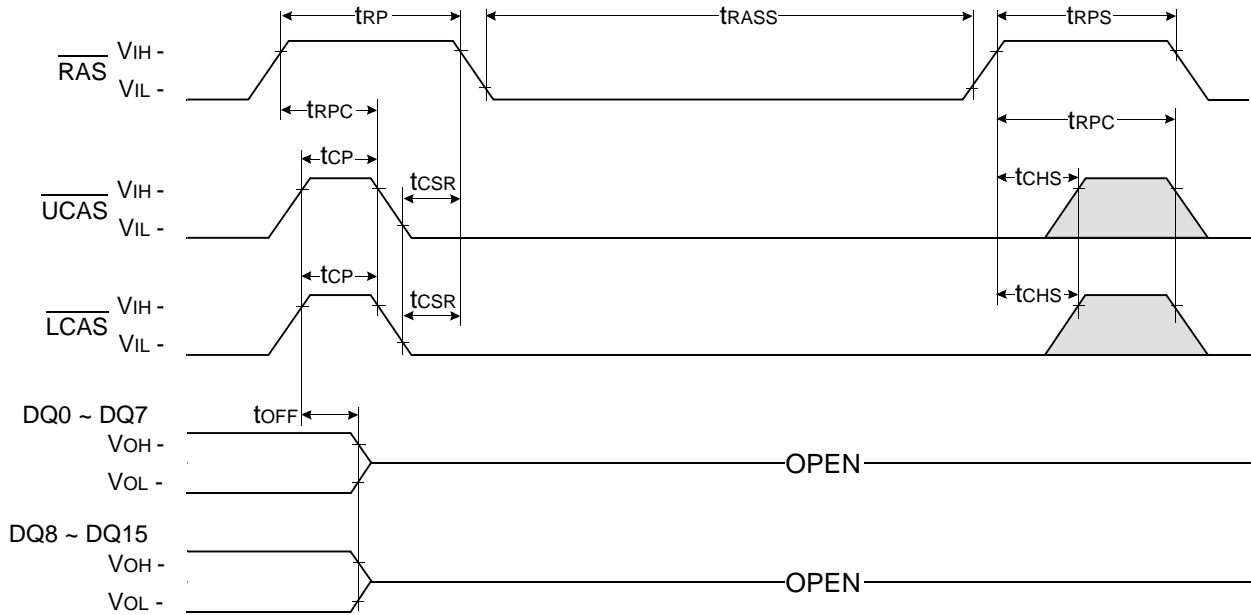 tRP
tRASS
tRPS
RAS
VIH -
VIL -
tRPC
tRPC
tCP
tCSR
tCHS
UCAS
VIH -
VIL -
tCP
tCSR
tCHS
LCAS
VIH -
VIL -
tOFF
DQ0 ~ DQ7
VOH -
VOL -
OPEN
DQ8 ~ DQ15
VOH -
VOL -
OPEN